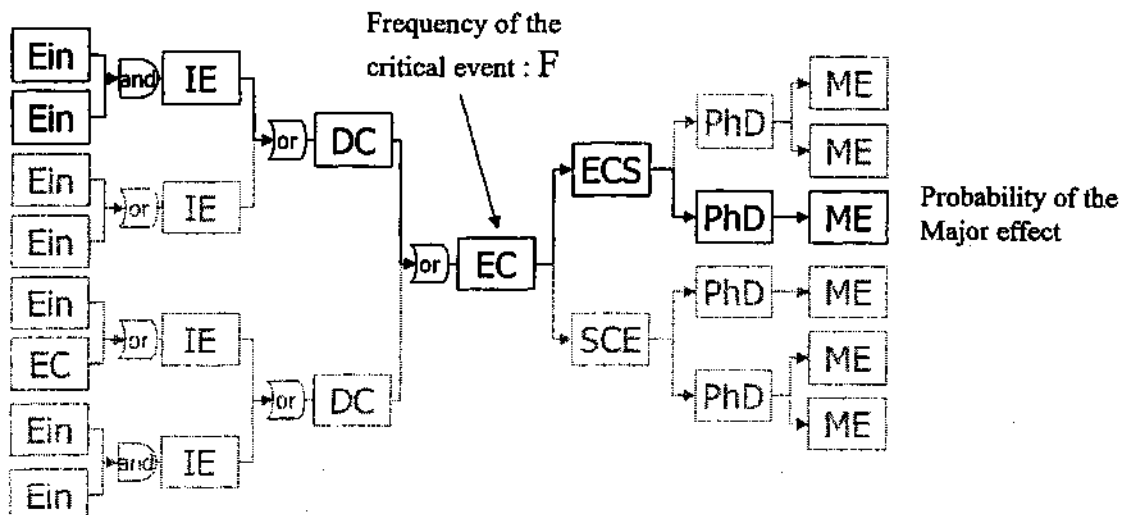 Frequency of the
critical event : F
Ein
and
IE
Ein
or
DC
Ein
or
IE
Ein
or
EC
ECS
PhD
ME
ME
PhD
ME
Probability of the
Major effect
Ein
or
IE
EC
or
DC
Ein
and
IE
Ein
SCE
PhD
ME
PhD
ME
ME